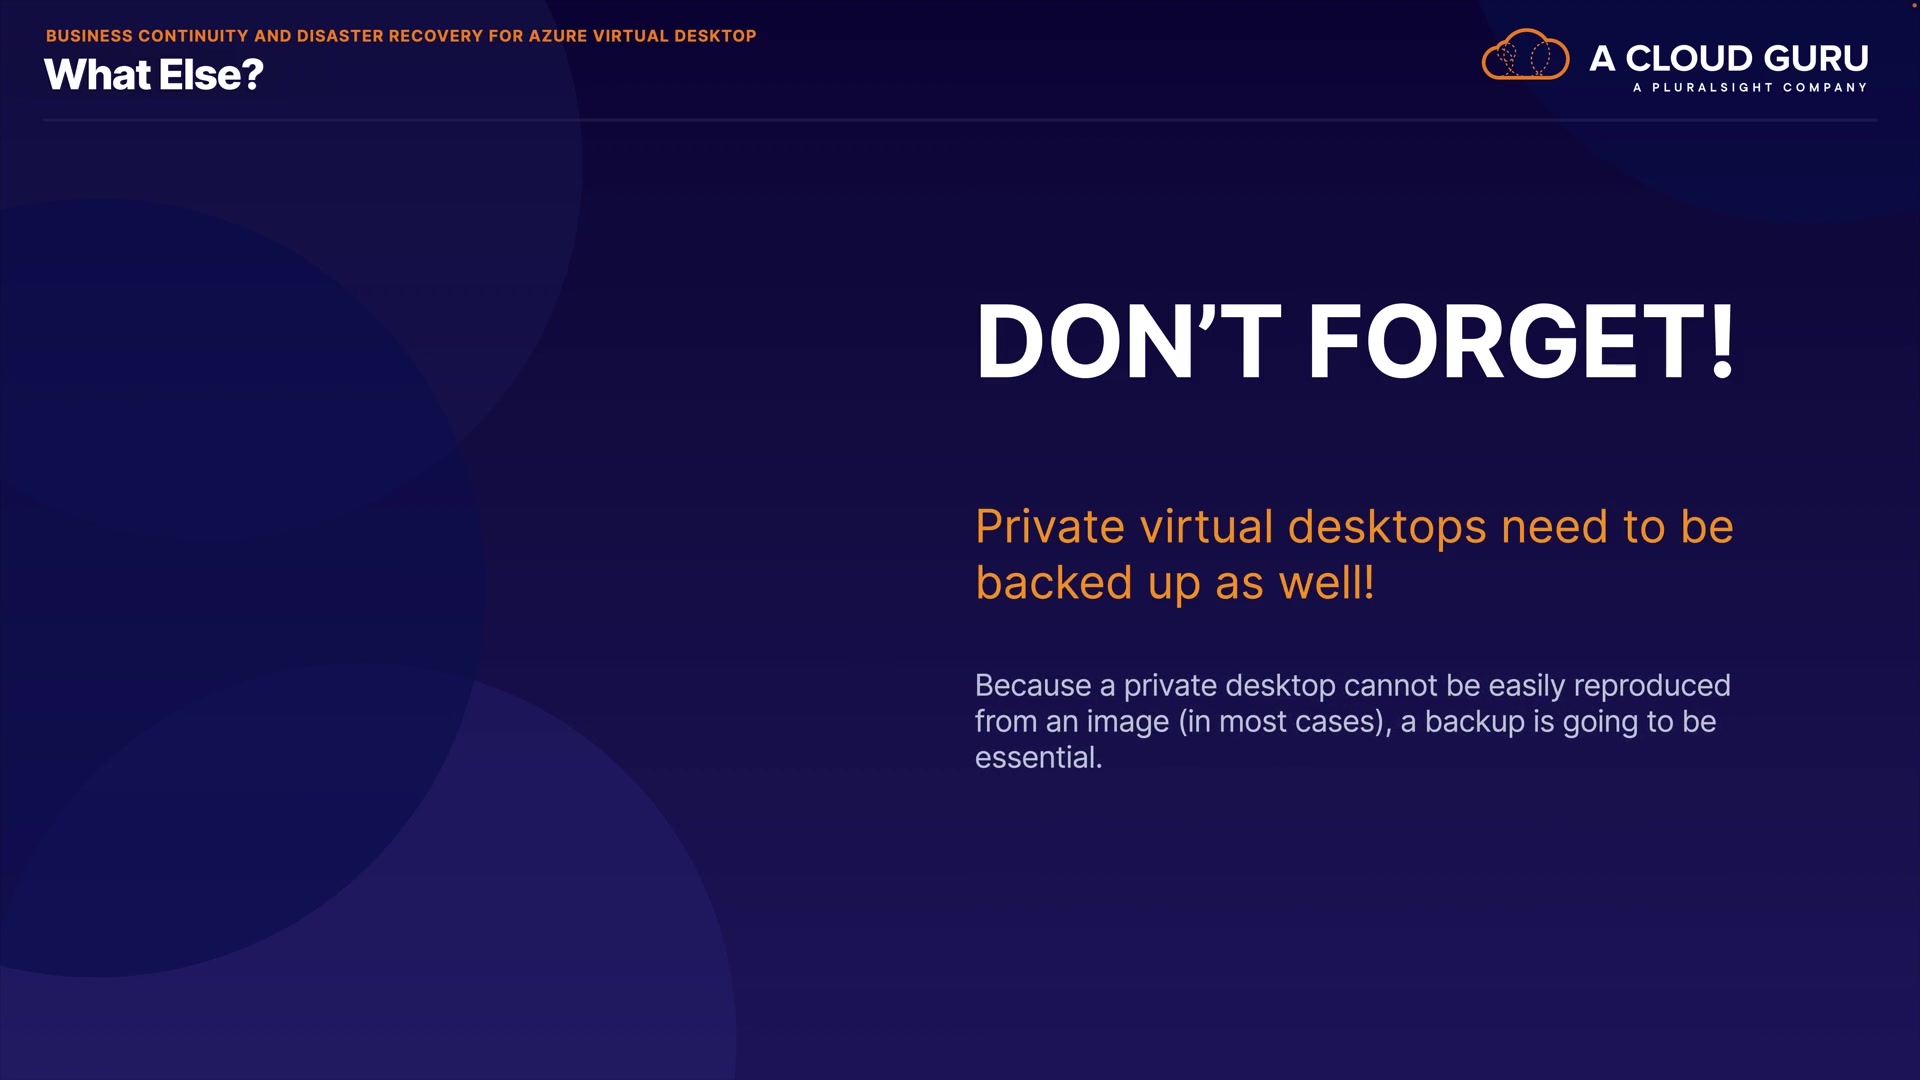 BUSINESS CONTINUITY AND DISASTER RECOVERY FOR AZURE VIRTUAL DESKTOP
What Else?
A CLOUD GURU
A PLURALSIGHT COMPANY
DON’T FORGET!
Private virtual desktops need to be
backed up as well!
Because a private desktop cannot be easily reproduced
from an image (in most cases), a backup is going to be
essential.